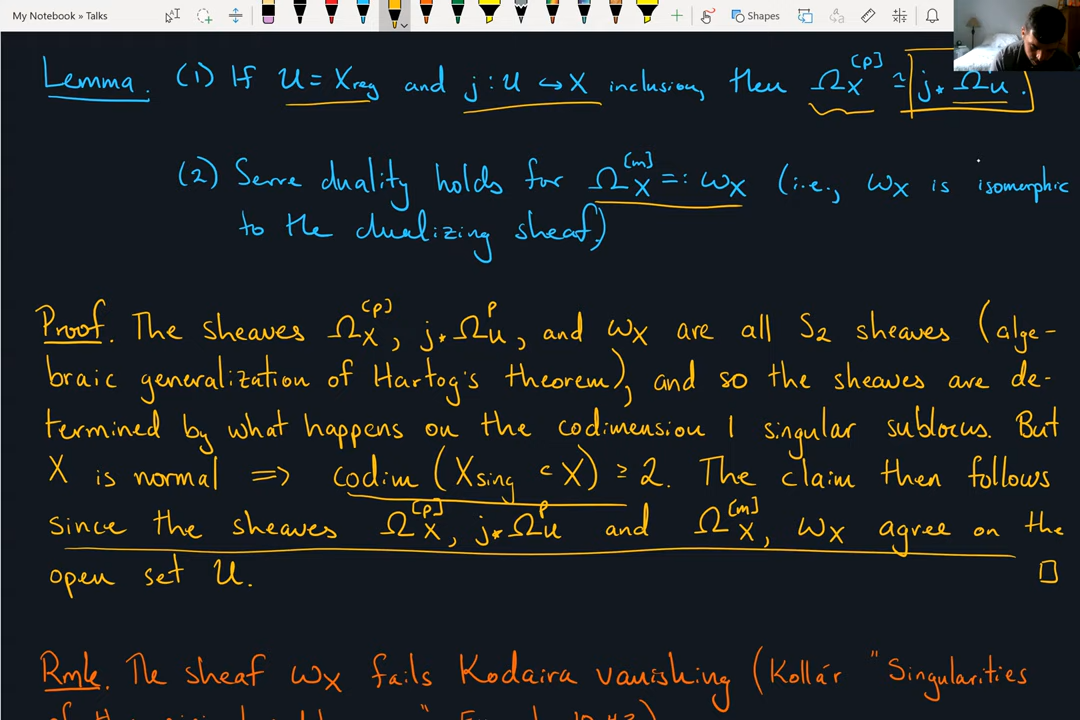 My Notebook » Talks
Shapes
Lemma. (1) If U = X_reg and j : U ↪ X inclusion, then Ω_X^[p] ≃ j_* Ω_U.
(2) Serre duality holds for Ω_X^[m] =: ω_X (i.e., ω_X is isomorphic
to the dualizing sheaf)
Proof. The sheaves Ω_X^[p], j_* Ω_U^p, and ω_X are all S_2 sheaves (alge-
braic generalization of Hartog's theorem), and so the sheaves are de-
termined by what happens on the codimension 1 singular sublocus. But
X is normal => codim (X_sing ⊂ X) ≥ 2. The claim then follows
since the sheaves Ω_X^[p], j_* Ω_U^p and Ω_X^[m], ω_X agree on the
open set U. □
Rmk. The sheaf ω_X fails Kodaira vanishing (Kollár "Singularities